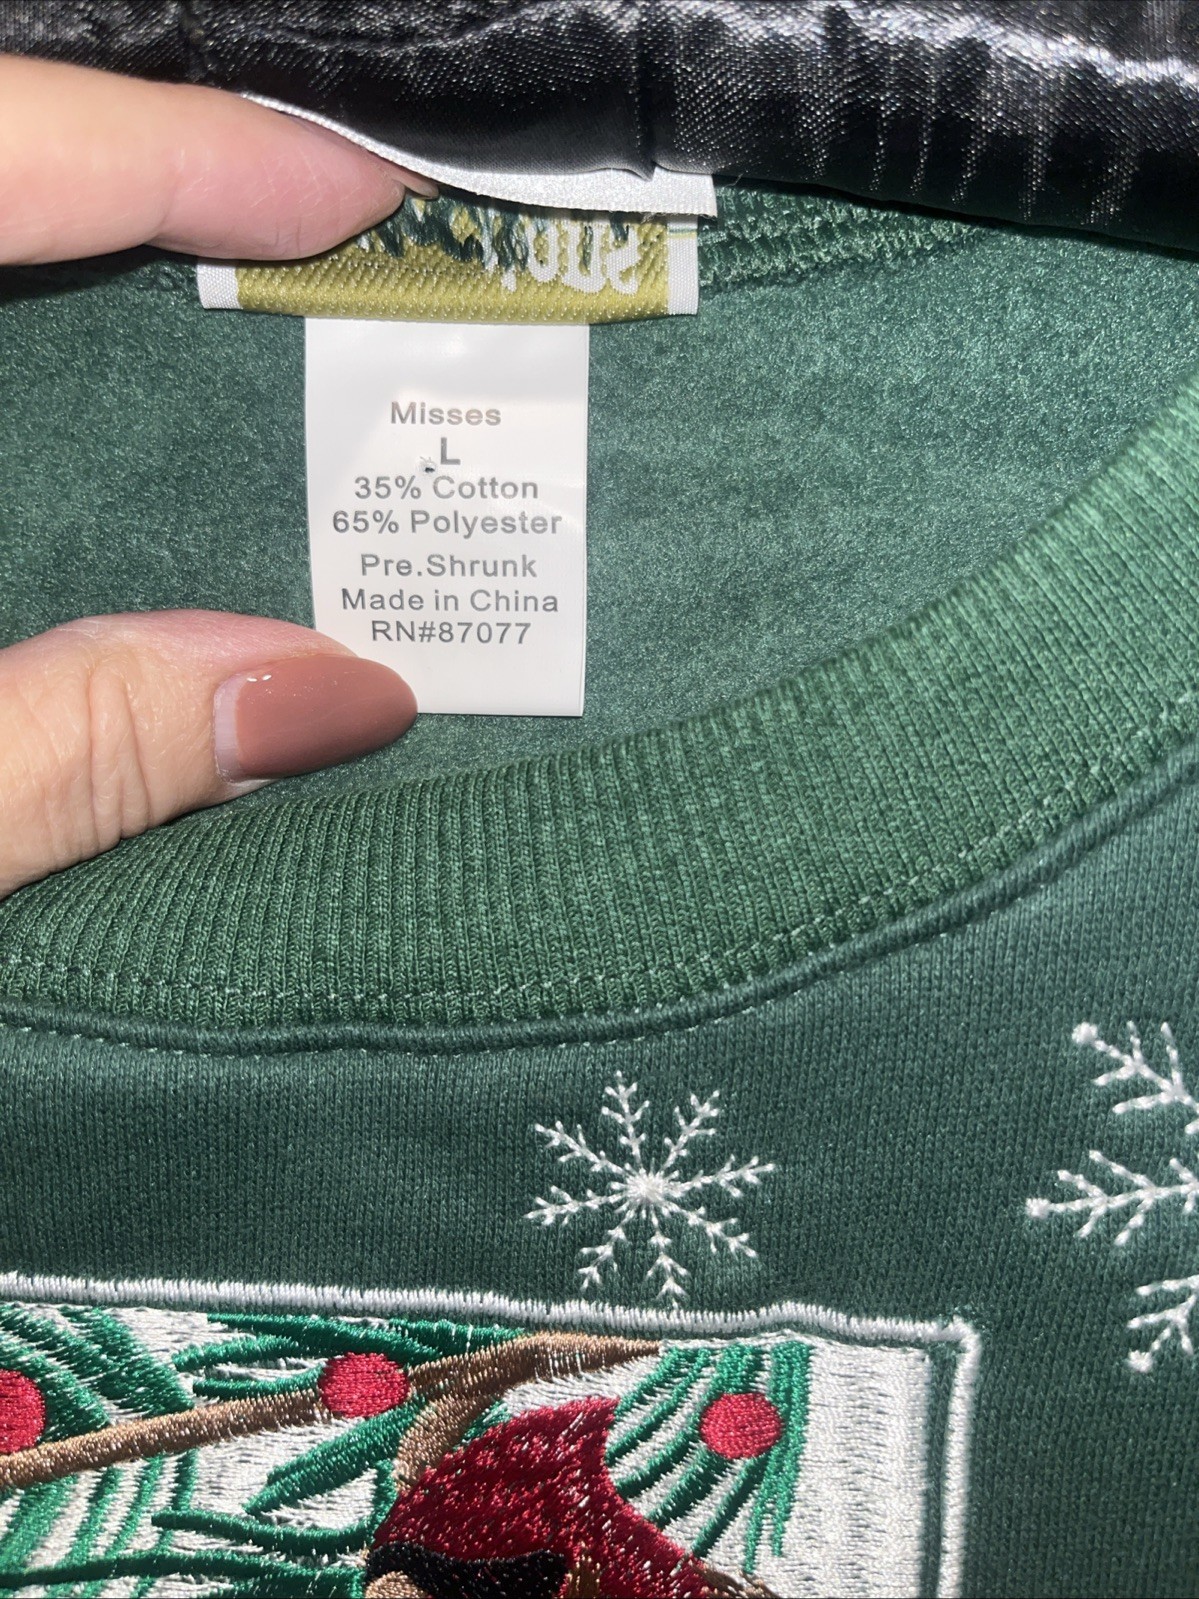 Misses
L
35% Cotton
65% Polyester
Pre.Shrunk
Made in China
RN#87077